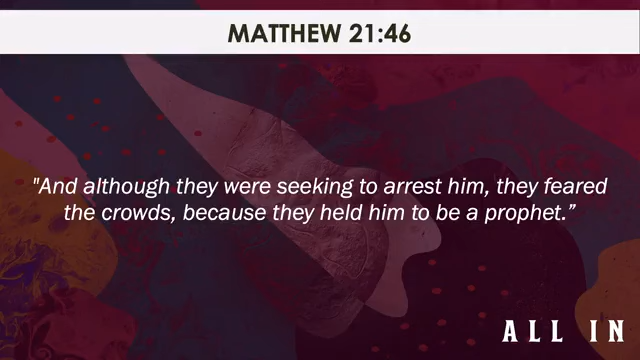 MATTHEW 21:46
"And although they were seeking to arrest him, they feared
the crowds, because they held him to be a prophet.”
ALL IN